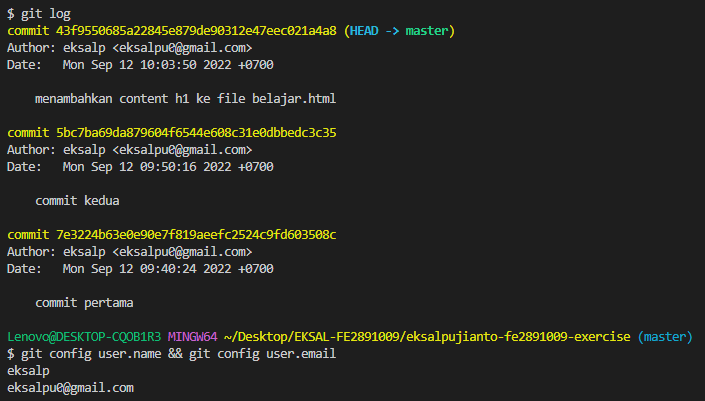 $ git log
commit 43f9550685a22845e879de90312e47eec021a4a8 (HEAD -> master)
Author: eksalp <eksalpu0@gmail.com>
Date:   Mon Sep 12 10:03:50 2022 +0700
menambahkan content h1 ke file belajar.html
commit 5bc7ba69da879604f6544e608c31e0dbbedc3c35
Author: eksalp <eksalpu0@gmail.com>
Date:   Mon Sep 12 09:50:16 2022 +0700
commit kedua
commit 7e3224b63e0e90e7f819aeefc2524c9fd603508c
Author: eksalp <eksalpu0@gmail.com>
Date:   Mon Sep 12 09:40:24 2022 +0700
commit pertama
Lenovo@DESKTOP-CQOB1R3 MINGW64 ~/Desktop/EKSAL-FE2891009/eksalpujianto-fe2891009-exercise (master)
$ git config user.name && git config user.email
eksalp
eksalpu0@gmail.com